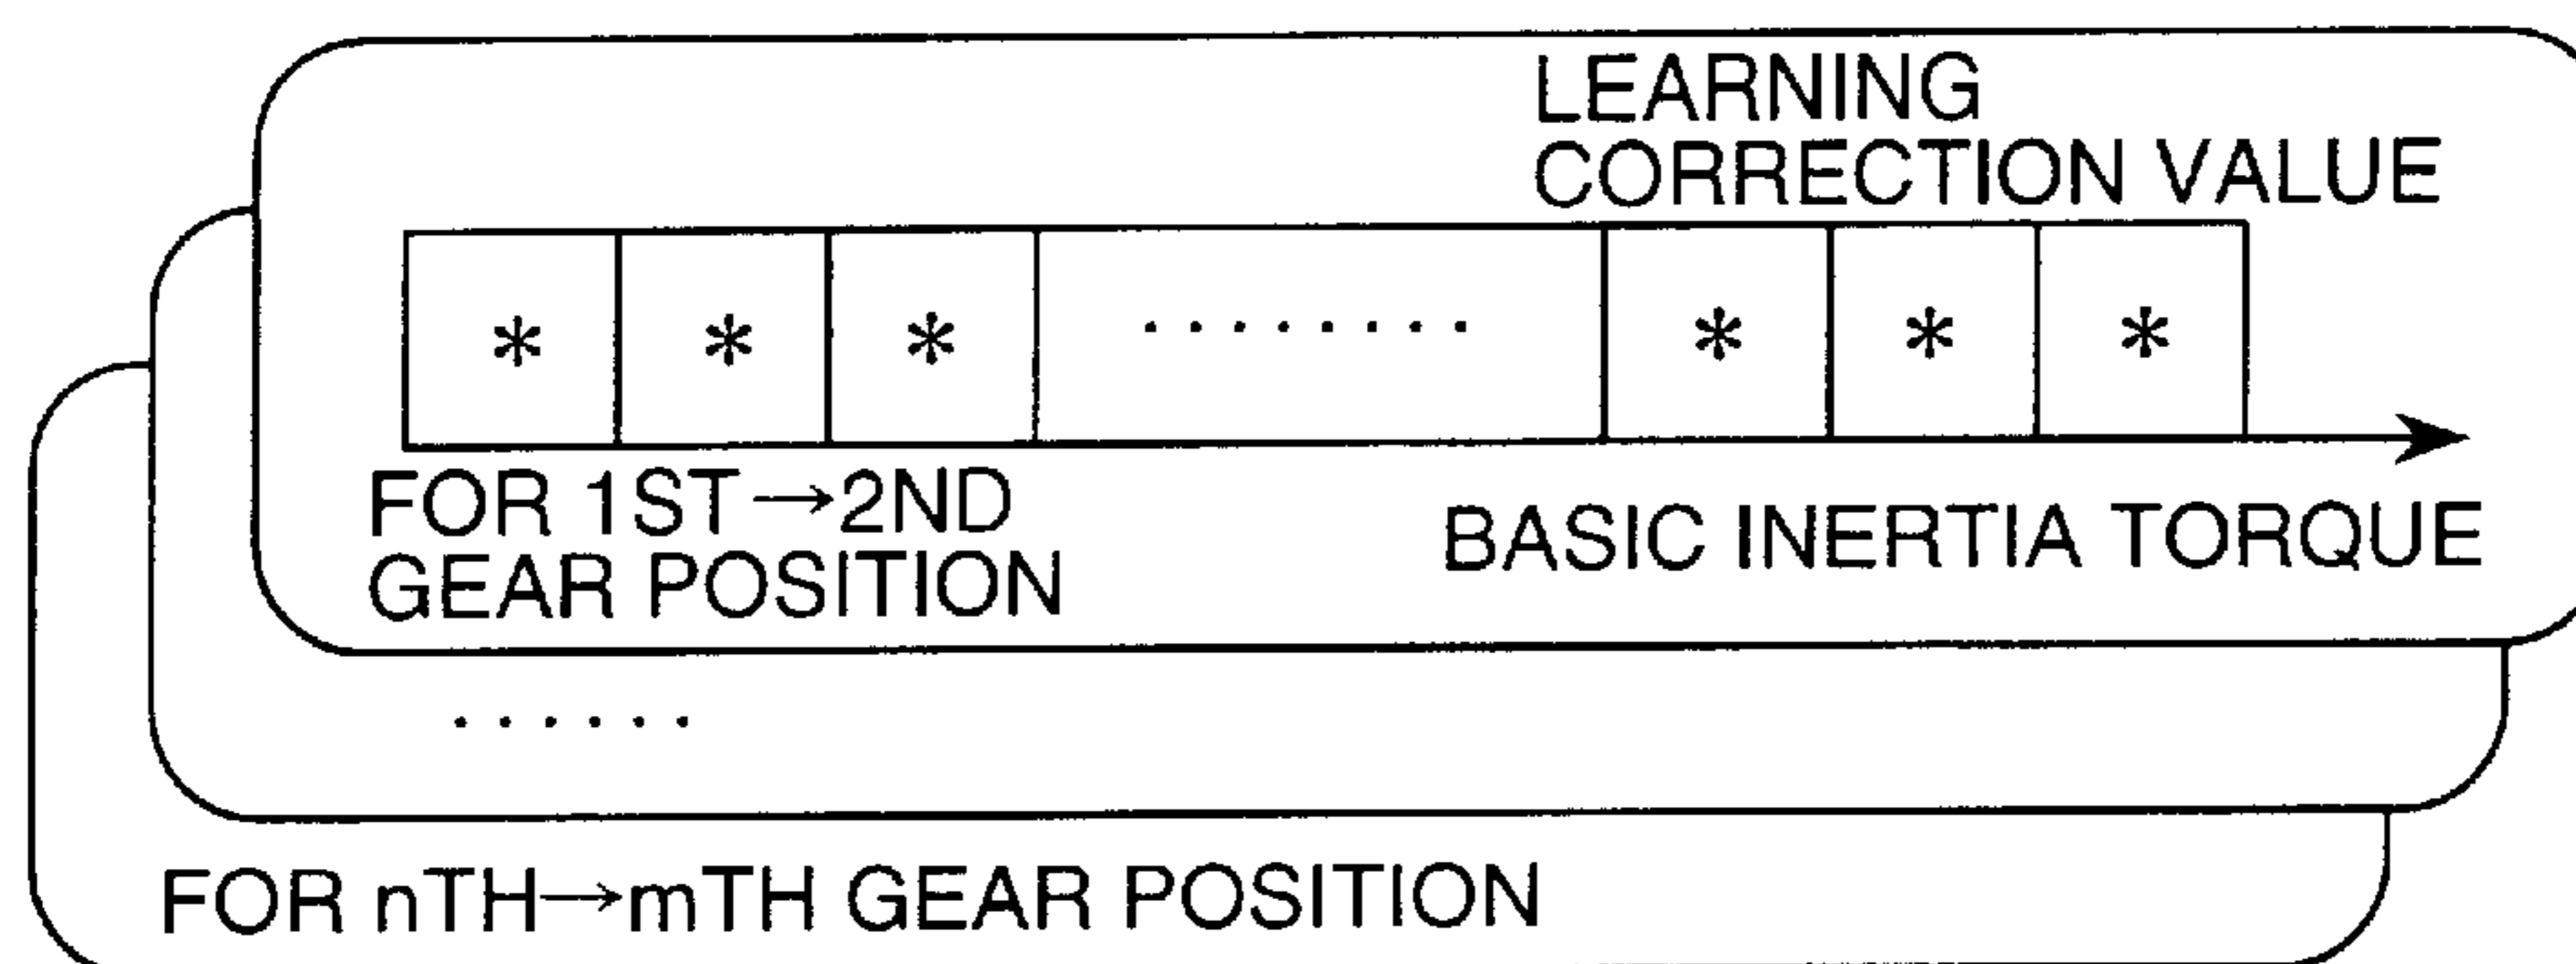 LEARNING
CORRECTION VALUE
* * * ........ * * *
FOR 1ST→2ND
GEAR POSITION
BASIC INERTIA TORQUE
......
FOR nTH→mTH GEAR POSITION